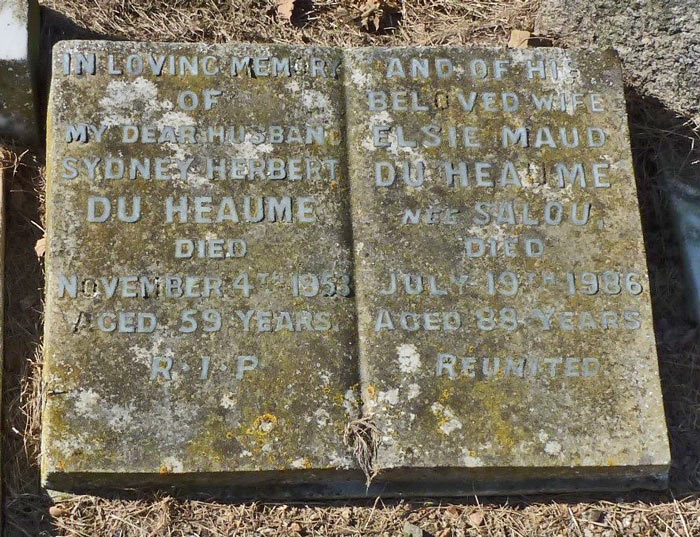 IN LOVING MEMORY
OF
MY DEAR HUSBAND
SYDNEY HERBERT
DU HEAUME
DIED
NOVEMBER 4TH 1953
AGED 59 YEARS.
R·I·P
AND OF HIS
BELOVED WIFE
ELSIE MAUD
DU HEAUME
NÉE SALOU,
DIED
JULY 19TH 1986
AGED 88 YEARS
REUNITED